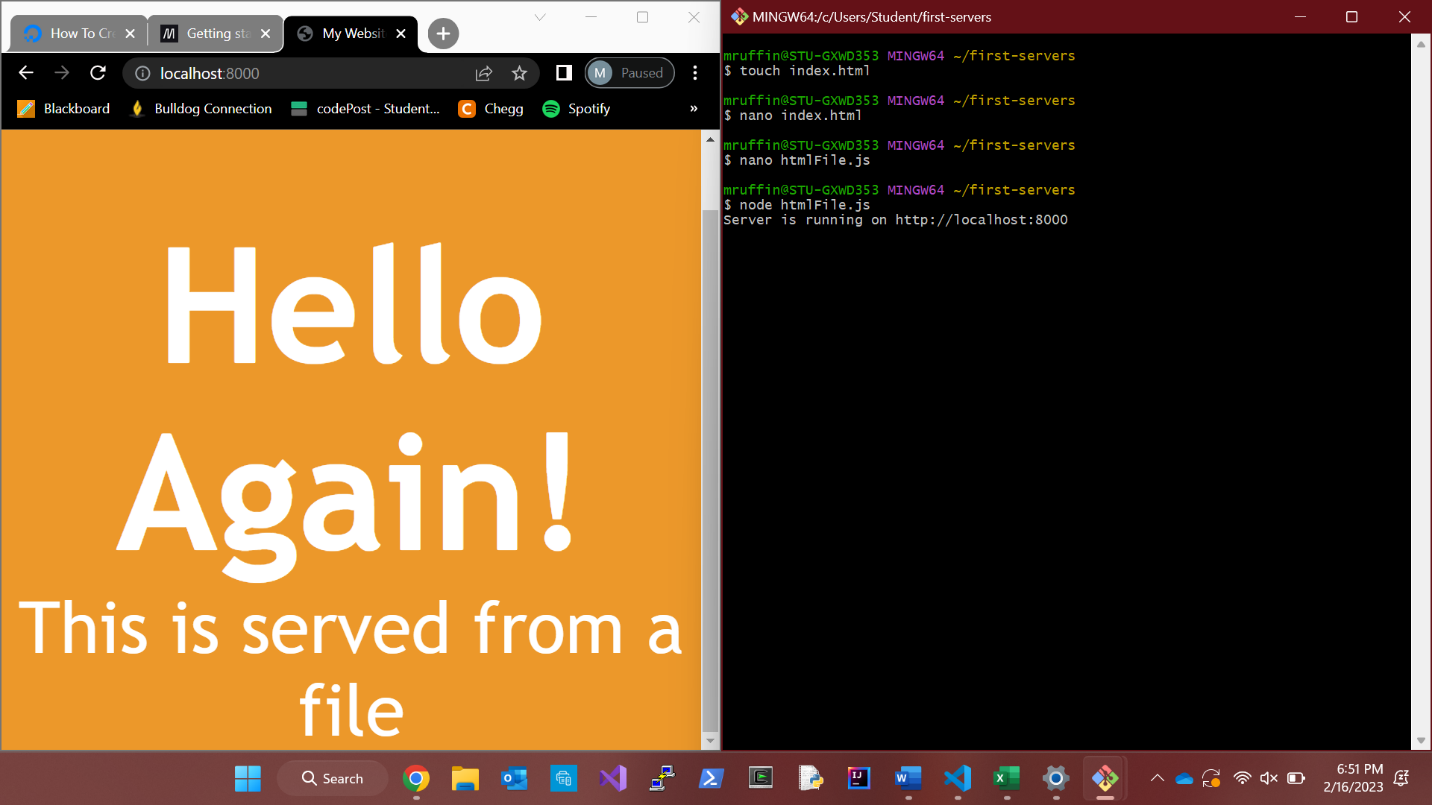 How To Cr
Getting sta
My Websit
localhost:8000
M Paused
Blackboard
Bulldog Connection
codePost - Student...
Chegg
Spotify
»
Hello
Again!
This is served from a
file
MINGW64:/c/Users/Student/first-servers
mruffin@STU-GXWD353 MINGW64 ~/first-servers
$ touch index.html
mruffin@STU-GXWD353 MINGW64 ~/first-servers
$ nano index.html
mruffin@STU-GXWD353 MINGW64 ~/first-servers
$ nano htmlFile.js
mruffin@STU-GXWD353 MINGW64 ~/first-servers
$ node htmlFile.js
Server is running on http://localhost:8000
Search
6:51 PM
2/16/2023